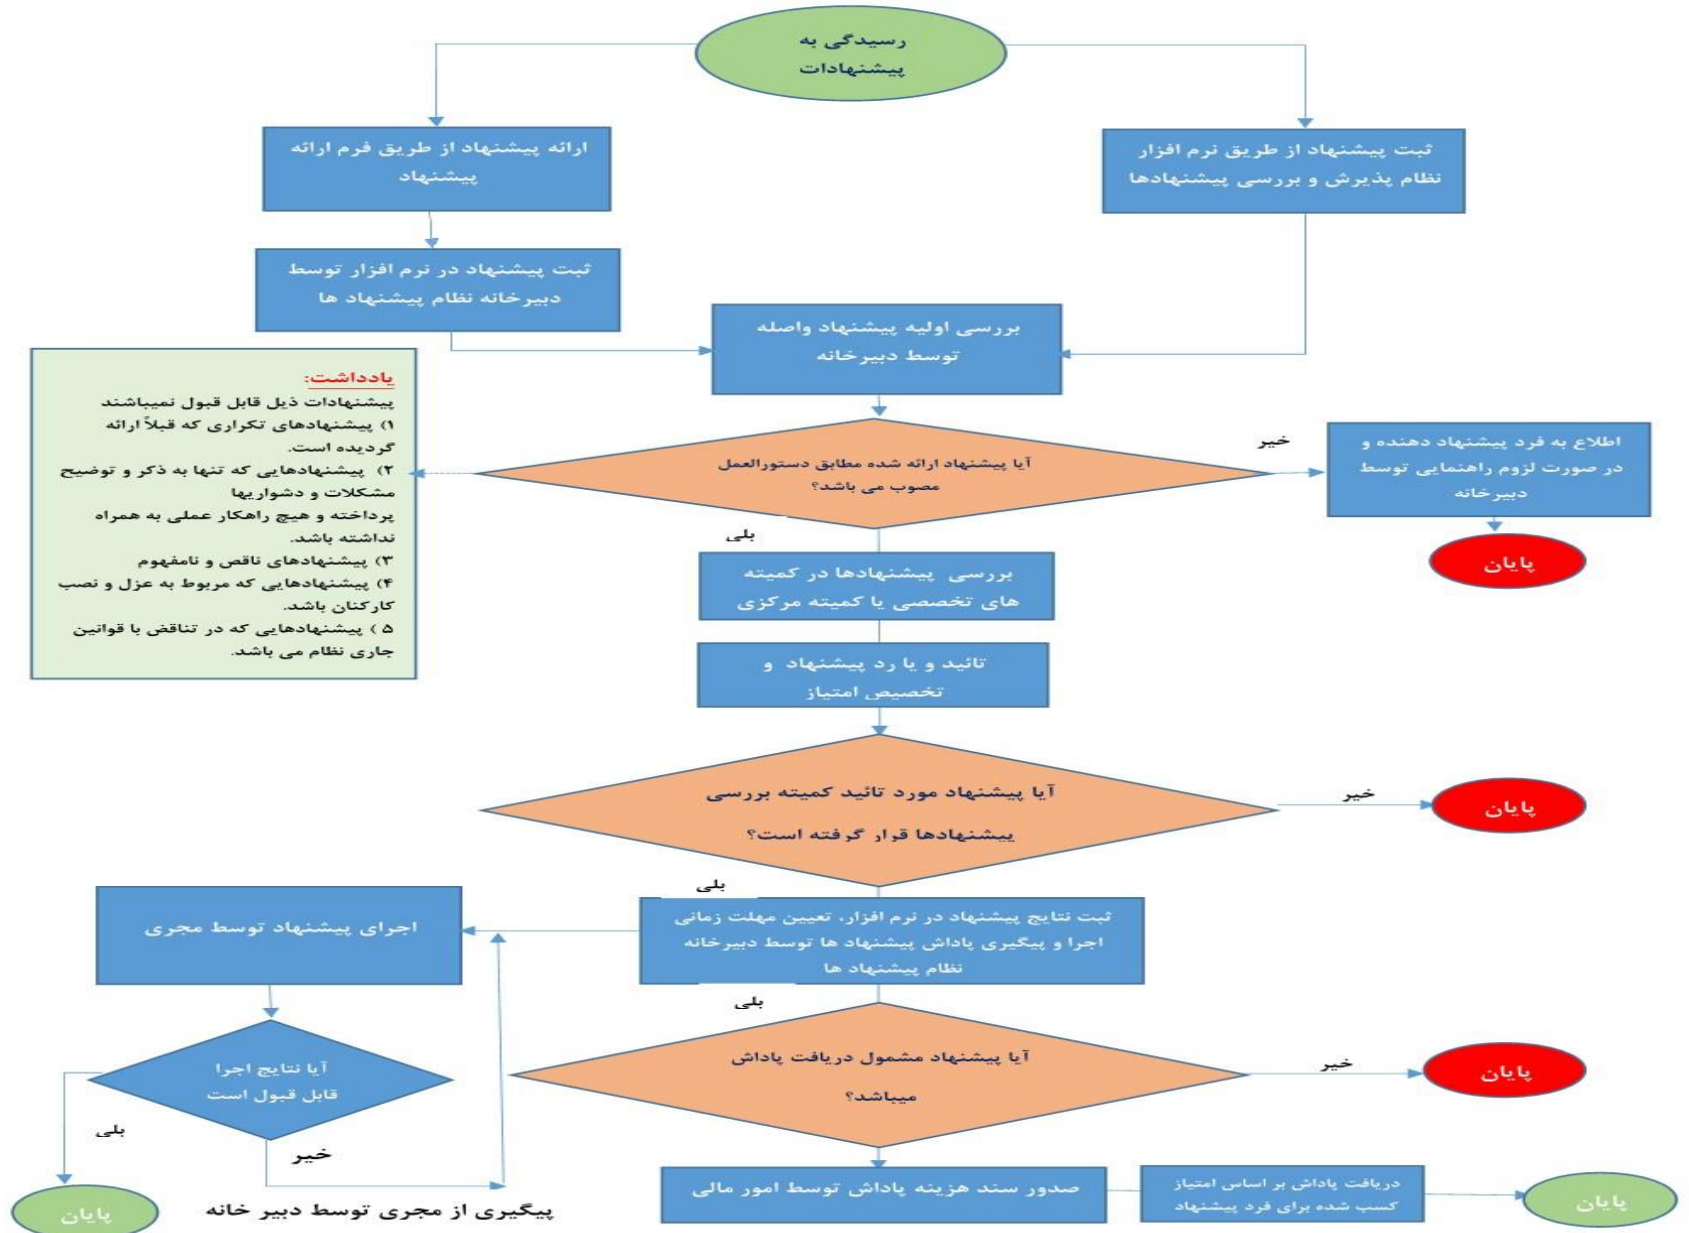 رسیدگی به
پیشنهادات
ثبت پیشنهاد از طریق نرم افزار
نظام پذیرش و بررسی پیشنهادها
ارائه پیشنهاد از طریق فرم ارائه
پیشنهاد
ثبت پیشنهاد در نرم افزار توسط
دبیرخانه نظام پیشنهاد ها
بررسی اولیه پیشنهاد واصله
توسط دبیرخانه
یادداشت:
پیشنهادات ذیل قابل قبول نمیباشند
۱) پیشنهادهای تکراری که قبلاً ارائه
گردیده است.
۲) پیشنهادهایی که تنها به ذکر و توضیح
مشکلات و دشواریها
پرداخته و هیچ راهکار عملی به همراه
نداشته باشد.
۳) پیشنهادهای ناقص و نامفهوم
۴) پیشنهادهایی که مربوط به عزل و نصب
کارکنان باشد.
۵ ) پیشنهادهایی که در تناقض با قوانین
جاری نظام می باشد.
آیا پیشنهاد ارائه شده مطابق دستورالعمل
مصوب می باشد؟
خیر
اطلاع به فرد پیشنهاد دهنده و
در صورت لزوم راهنمایی توسط
دبیرخانه
پایان
بلی
بررسی پیشنهادها در کمیته
های تخصصی یا کمیته مرکزی
تائید و یا رد پیشنهاد و
تخصیص امتیاز
آیا پیشنهاد مورد تائید کمیته بررسی
پیشنهادها قرار گرفته است؟
خیر
پایان
بلی
ثبت نتایج پیشنهاد در نرم افزار، تعیین مهلت زمانی
اجرا و پیگیری پاداش پیشنهاد ها توسط دبیرخانه
نظام پیشنهاد ها
اجرای پیشنهاد توسط مجری
بلی
آیا پیشنهاد مشمول دریافت پاداش
میباشد؟
خیر
پایان
آیا نتایج اجرا
قابل قبول است
بلی
خیر
پایان
پیگیری از مجری توسط دبیر خانه
صدور سند هزینه پاداش توسط امور مالی
دریافت پاداش بر اساس امتیاز
کسب شده برای فرد پیشنهاد
پایان